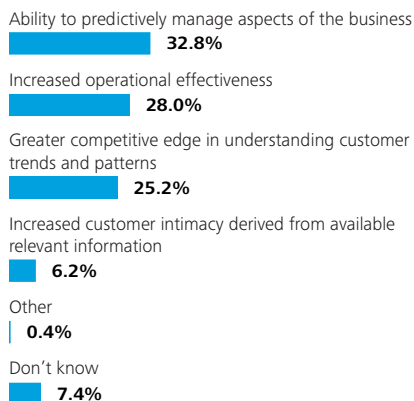 Ability to predictively manage aspects of the business
32.8%
Increased operational effectiveness
28.0%
Greater competitive edge in understanding customer
trends and patterns
25.2%
Increased customer intimacy derived from available
relevant information
6.2%
Other
0.4%
Don’t know
7.4%